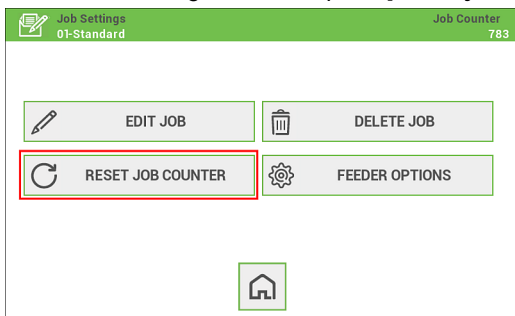 Job Settings
Job Counter
01-Standard
783
EDIT JOB
DELETE JOB
RESET JOB COUNTER
FEEDER OPTIONS